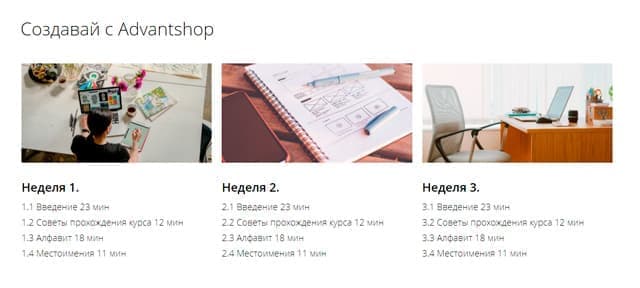 Создавай с Advantshop
Неделя 1.
1.1 Введение 23 мин
1.2 Советы прохождения курса 12 мин
1.3 Алфавит 18 мин
1.4 Местоимения 11 мин
Неделя 2.
2.1 Введение 23 мин
2.2 Советы прохождения курса 12 мин
2.3 Алфавит 18 мин
2.4 Местоимения 11 мин
Неделя 3.
3.1 Введение 23 мин
3.2 Советы прохождения курса 12 мин
3.3 Алфавит 18 мин
3.4 Местоимения 11 мин